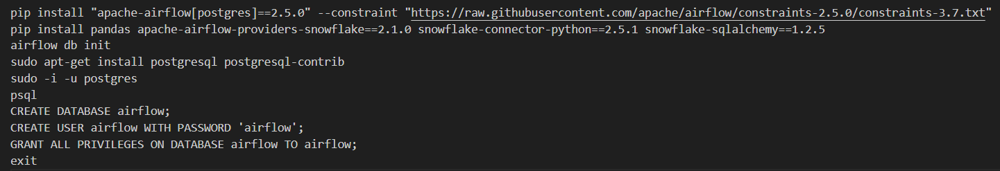 pip install "apache-airflow[postgres]==2.5.0" --constraint "https://raw.githubusercontent.com/apache/airflow/constraints-2.5.0/constraints-3.7.txt"
pip install pandas apache-airflow-providers-snowflake==2.1.0 snowflake-connector-python==2.5.1 snowflake-sqlalchemy==1.2.5
airflow db init
sudo apt-get install postgresql postgresql-contrib
sudo -i -u postgres
psql
CREATE DATABASE airflow;
CREATE USER airflow WITH PASSWORD 'airflow';
GRANT ALL PRIVILEGES ON DATABASE airflow TO airflow;
exit